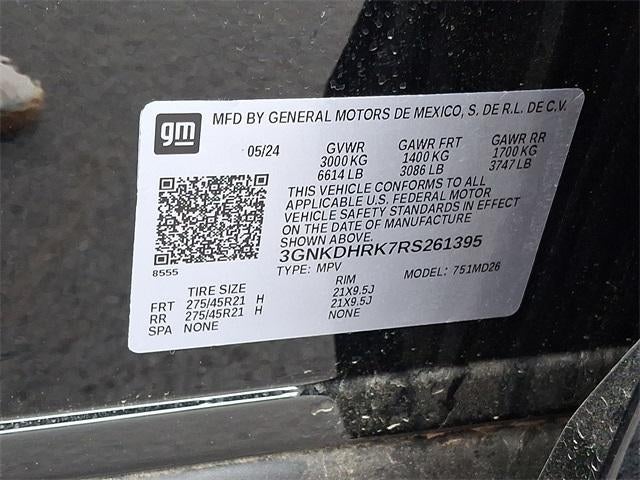 gm MFD BY GENERAL MOTORS DE MEXICO, S. DE R.L. DE C.V.
05/24 GVWR GAWR FRT GAWR RR
3000 KG 1400 KG 1700 KG
6614 LB 3086 LB 3747 LB
THIS VEHICLE CONFORMS TO ALL
APPLICABLE U.S. FEDERAL MOTOR
VEHICLE SAFETY STANDARDS IN EFFECT
ON THE DATE OF MANUFACTURE
SHOWN ABOVE.
8555
3GNKDHRK7RS261395
TYPE: MPV MODEL: 751MD26
TIRE SIZE RIM
FRT 275/45R21 H 21X9.5J
RR 275/45R21 H 21X9.5J
SPA NONE NONE